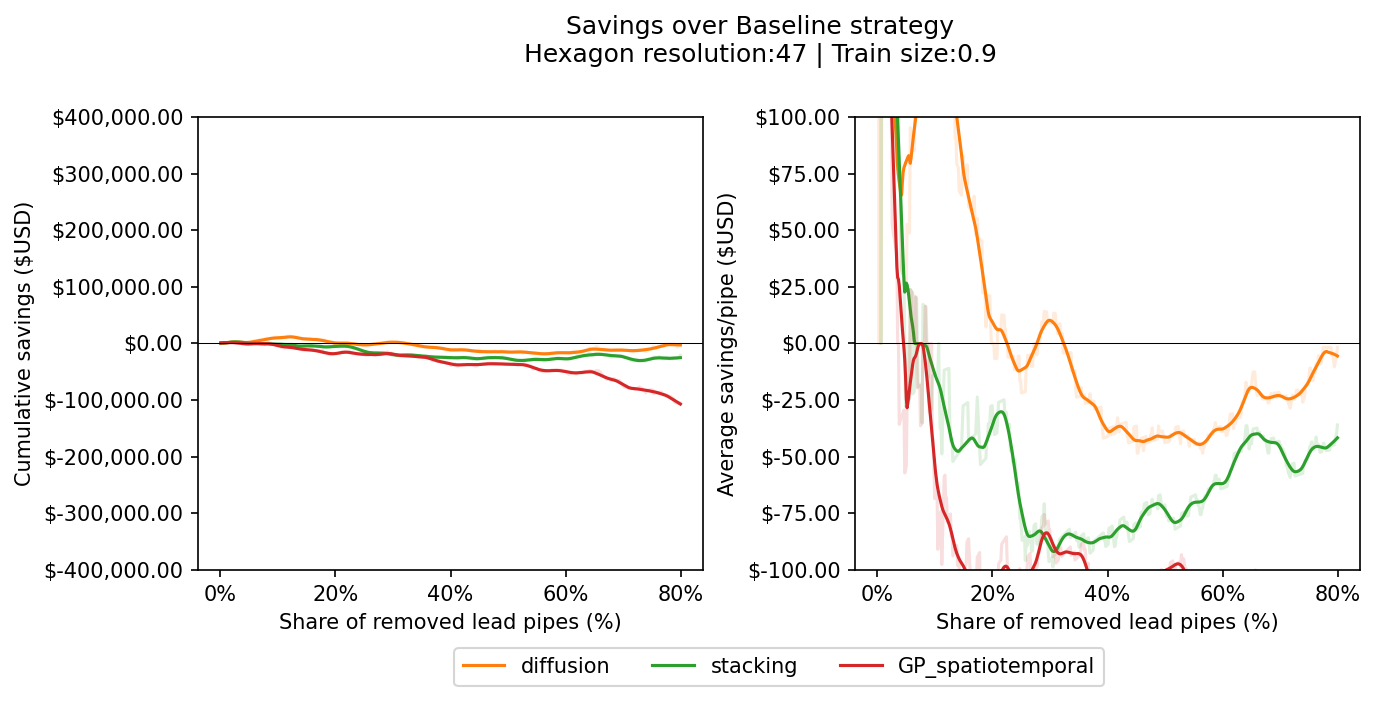 Savings over Baseline strategy
Hexagon resolution:47 | Train size:0.9
Cumulative savings ($USD)
$400,000.00
$300,000.00
$200,000.00
$100,000.00
$0.00
$-100,000.00
$-200,000.00
$-300,000.00
$-400,000.00
0% 20% 40% 60% 80%
Share of removed lead pipes (%)
Average savings/pipe ($USD)
$100.00
$75.00
$50.00
$25.00
$0.00
$-25.00
$-50.00
$-75.00
$-100.00
0% 20% 40% 60% 80%
Share of removed lead pipes (%)
diffusion stacking GP_spatiotemporal